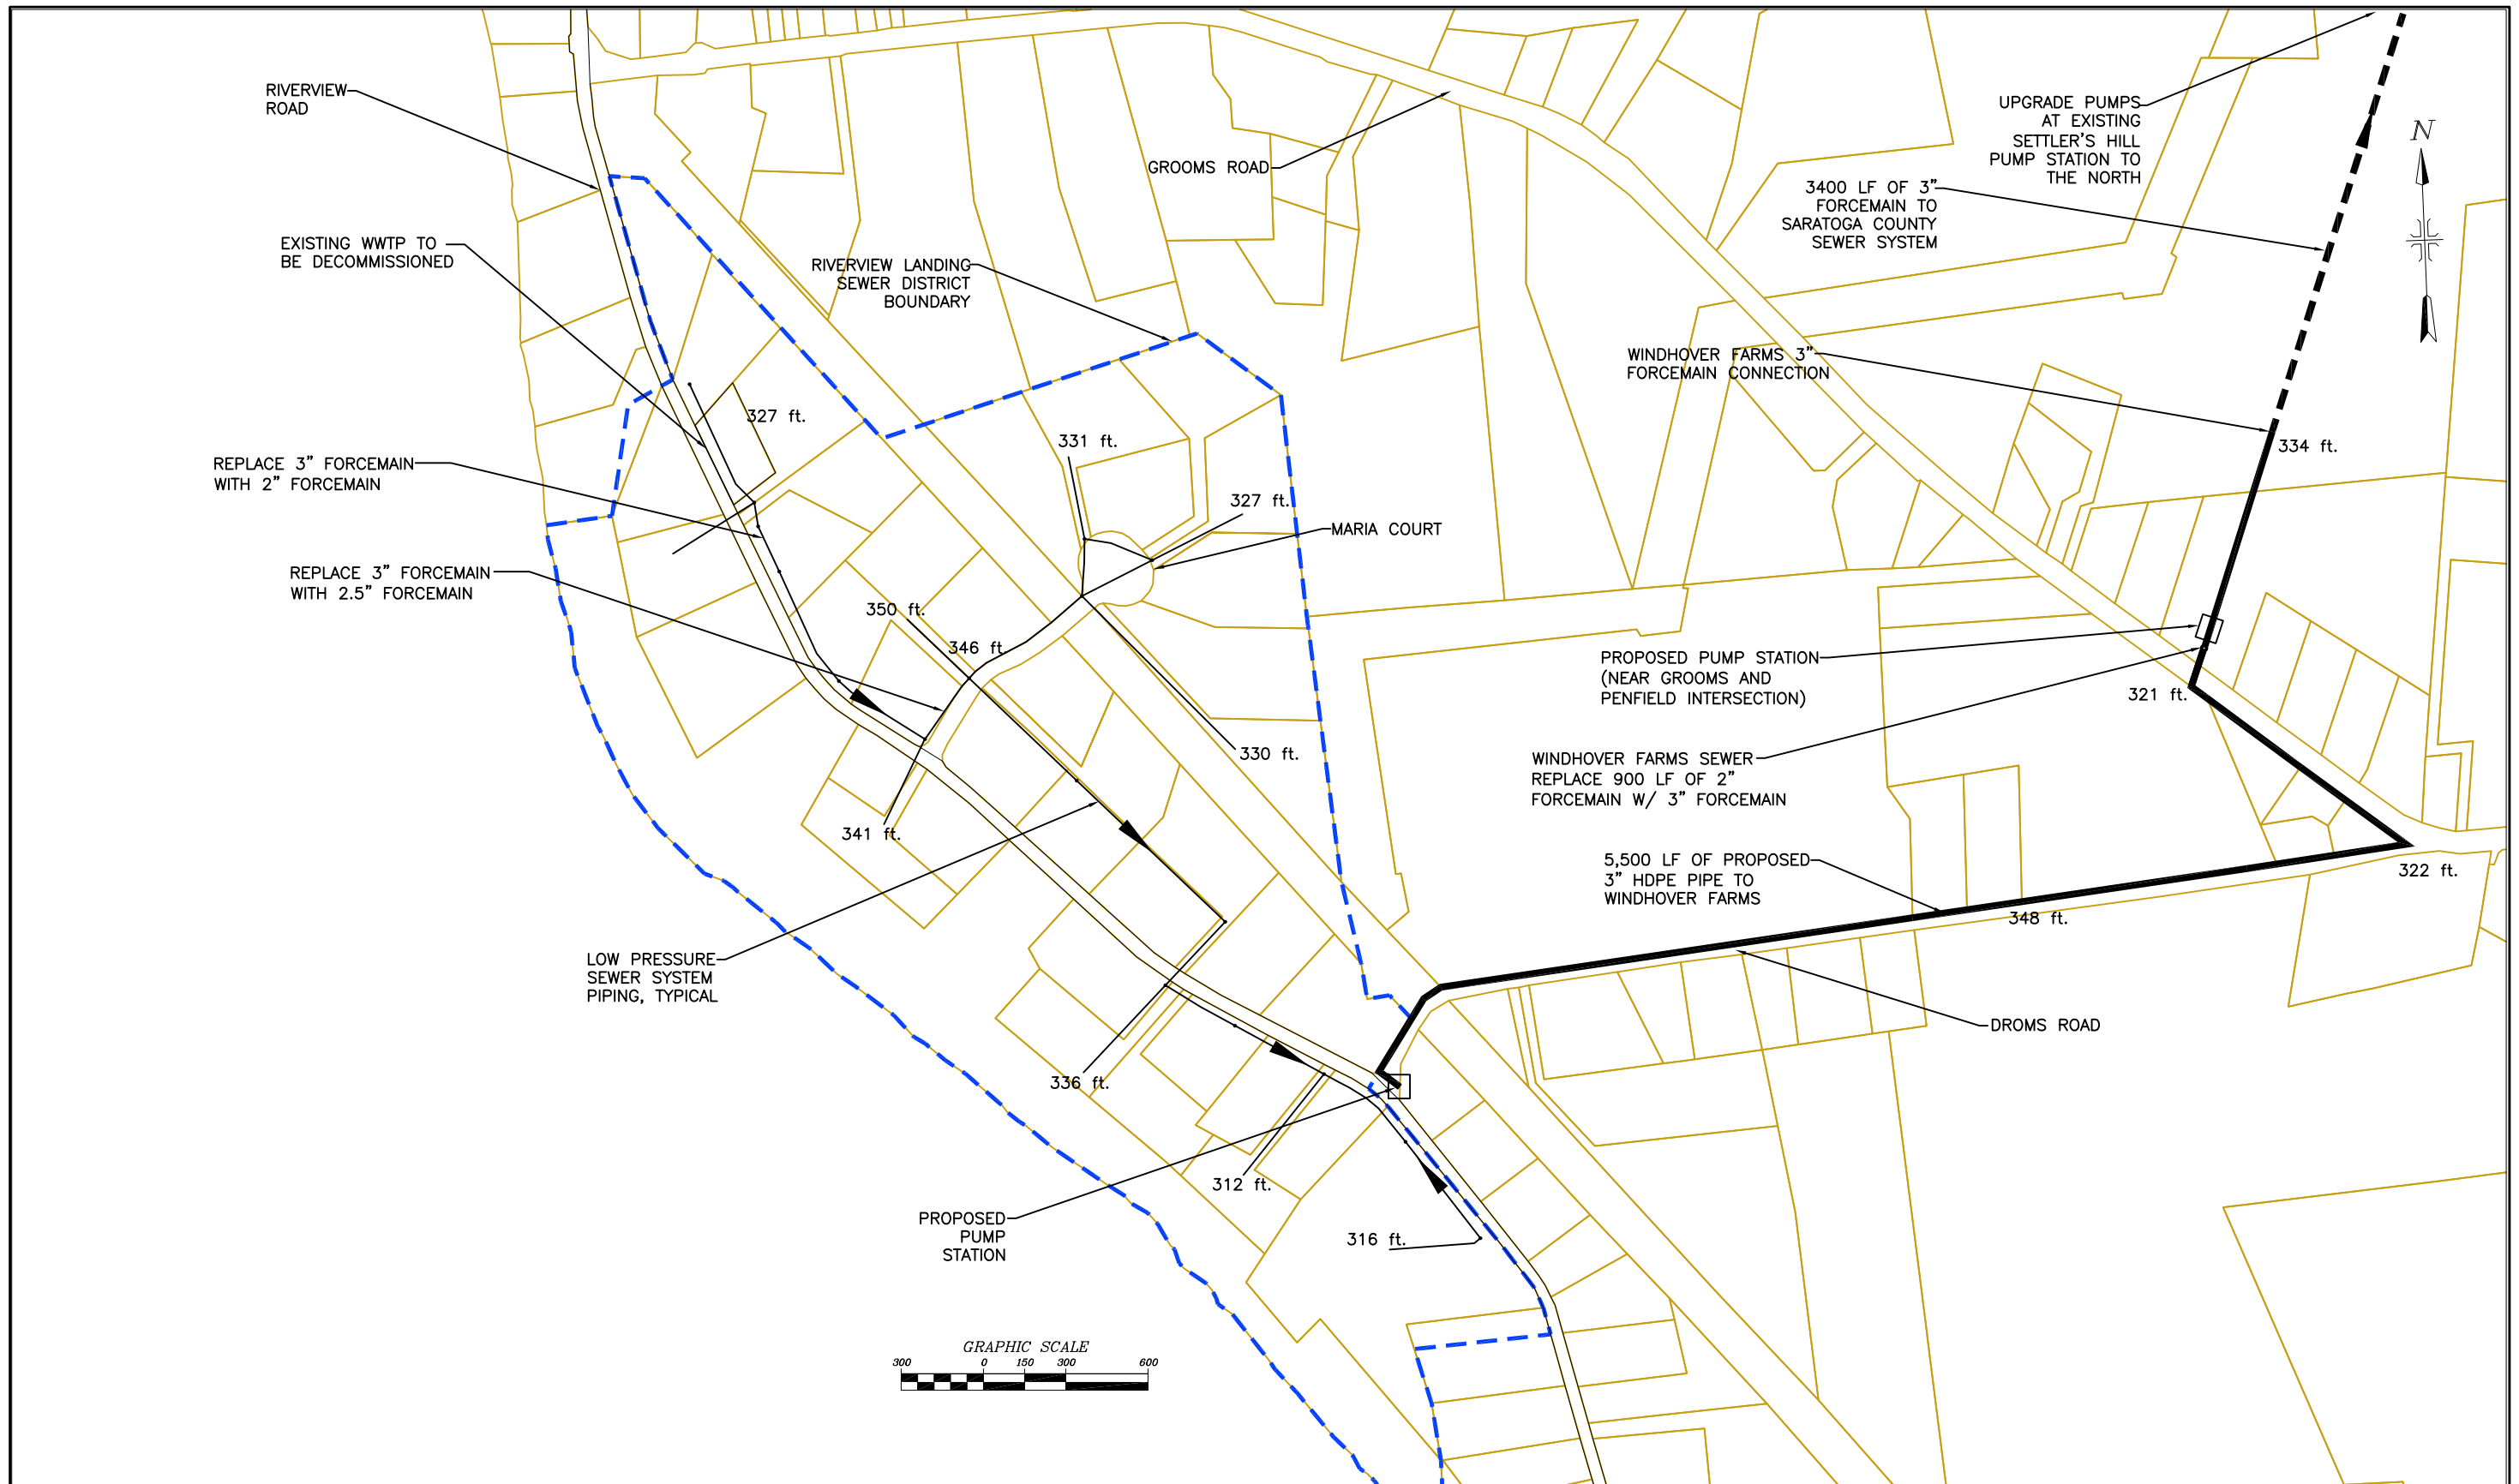 RIVERVIEW
ROAD
EXISTING WWTP TO
BE DECOMMISSIONED
REPLACE 3" FORCEMAIN
WITH 2" FORCEMAIN
REPLACE 3" FORCEMAIN
WITH 2.5" FORCEMAIN
GROOMS ROAD
RIVERVIEW LANDING
SEWER DISTRICT
BOUNDARY
UPGRADE PUMPS
AT EXISTING
SETTLER'S HILL
PUMP STATION TO
THE NORTH
N
3400 LF OF 3"
FORCEMAIN TO
SARATOGA COUNTY
SEWER SYSTEM
WINDHOVER FARMS 3"
FORCEMAIN CONNECTION
327 ft.
331 ft.
327 ft.
334 ft.
MARIA COURT
350 ft.
346 ft.
PROPOSED PUMP STATION
(NEAR GROOMS AND
PENFIELD INTERSECTION)
321 ft.
330 ft.
WINDHOVER FARMS SEWER
REPLACE 900 LF OF 2"
FORCEMAIN W/ 3" FORCEMAIN
341 ft.
5,500 LF OF PROPOSED
3" HDPE PIPE TO
WINDHOVER FARMS
322 ft.
348 ft.
LOW PRESSURE
SEWER SYSTEM
PIPING, TYPICAL
DROMS ROAD
336 ft.
312 ft.
PROPOSED
PUMP
STATION
316 ft.
GRAPHIC SCALE
300 0 150 300 600